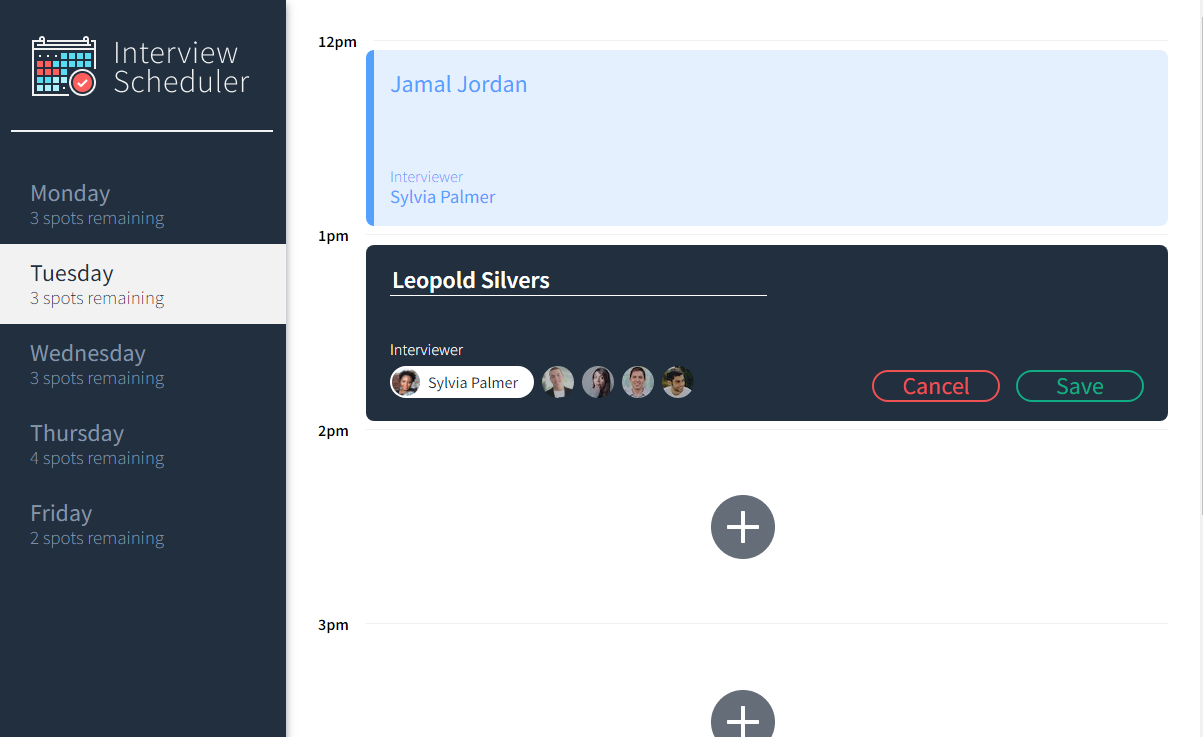 Interview
Scheduler
Monday
3 spots remaining
Tuesday
3 spots remaining
Wednesday
3 spots remaining
Thursday
4 spots remaining
Friday
2 spots remaining
12pm
Jamal Jordan
Interviewer
Sylvia Palmer
1pm
Leopold Silvers
Interviewer
Sylvia Palmer
Cancel Save
2pm
3pm